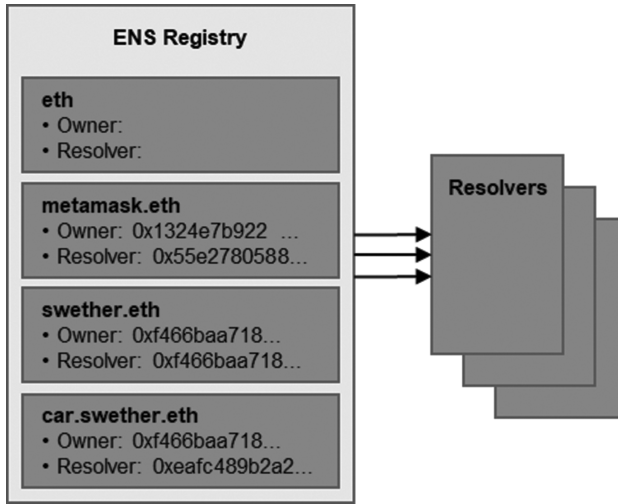 ENS Registry
eth
• Owner:
• Resolver:
metamask.eth
• Owner: 0x1324e7b922 ...
• Resolver: 0x55e2780588...
swether.eth
• Owner: 0xf466baa718...
• Resolver: 0xf466baa718...
car.swether.eth
• Owner: 0xf466baa718...
• Resolver: 0xeafc489b2a2...
Resolvers